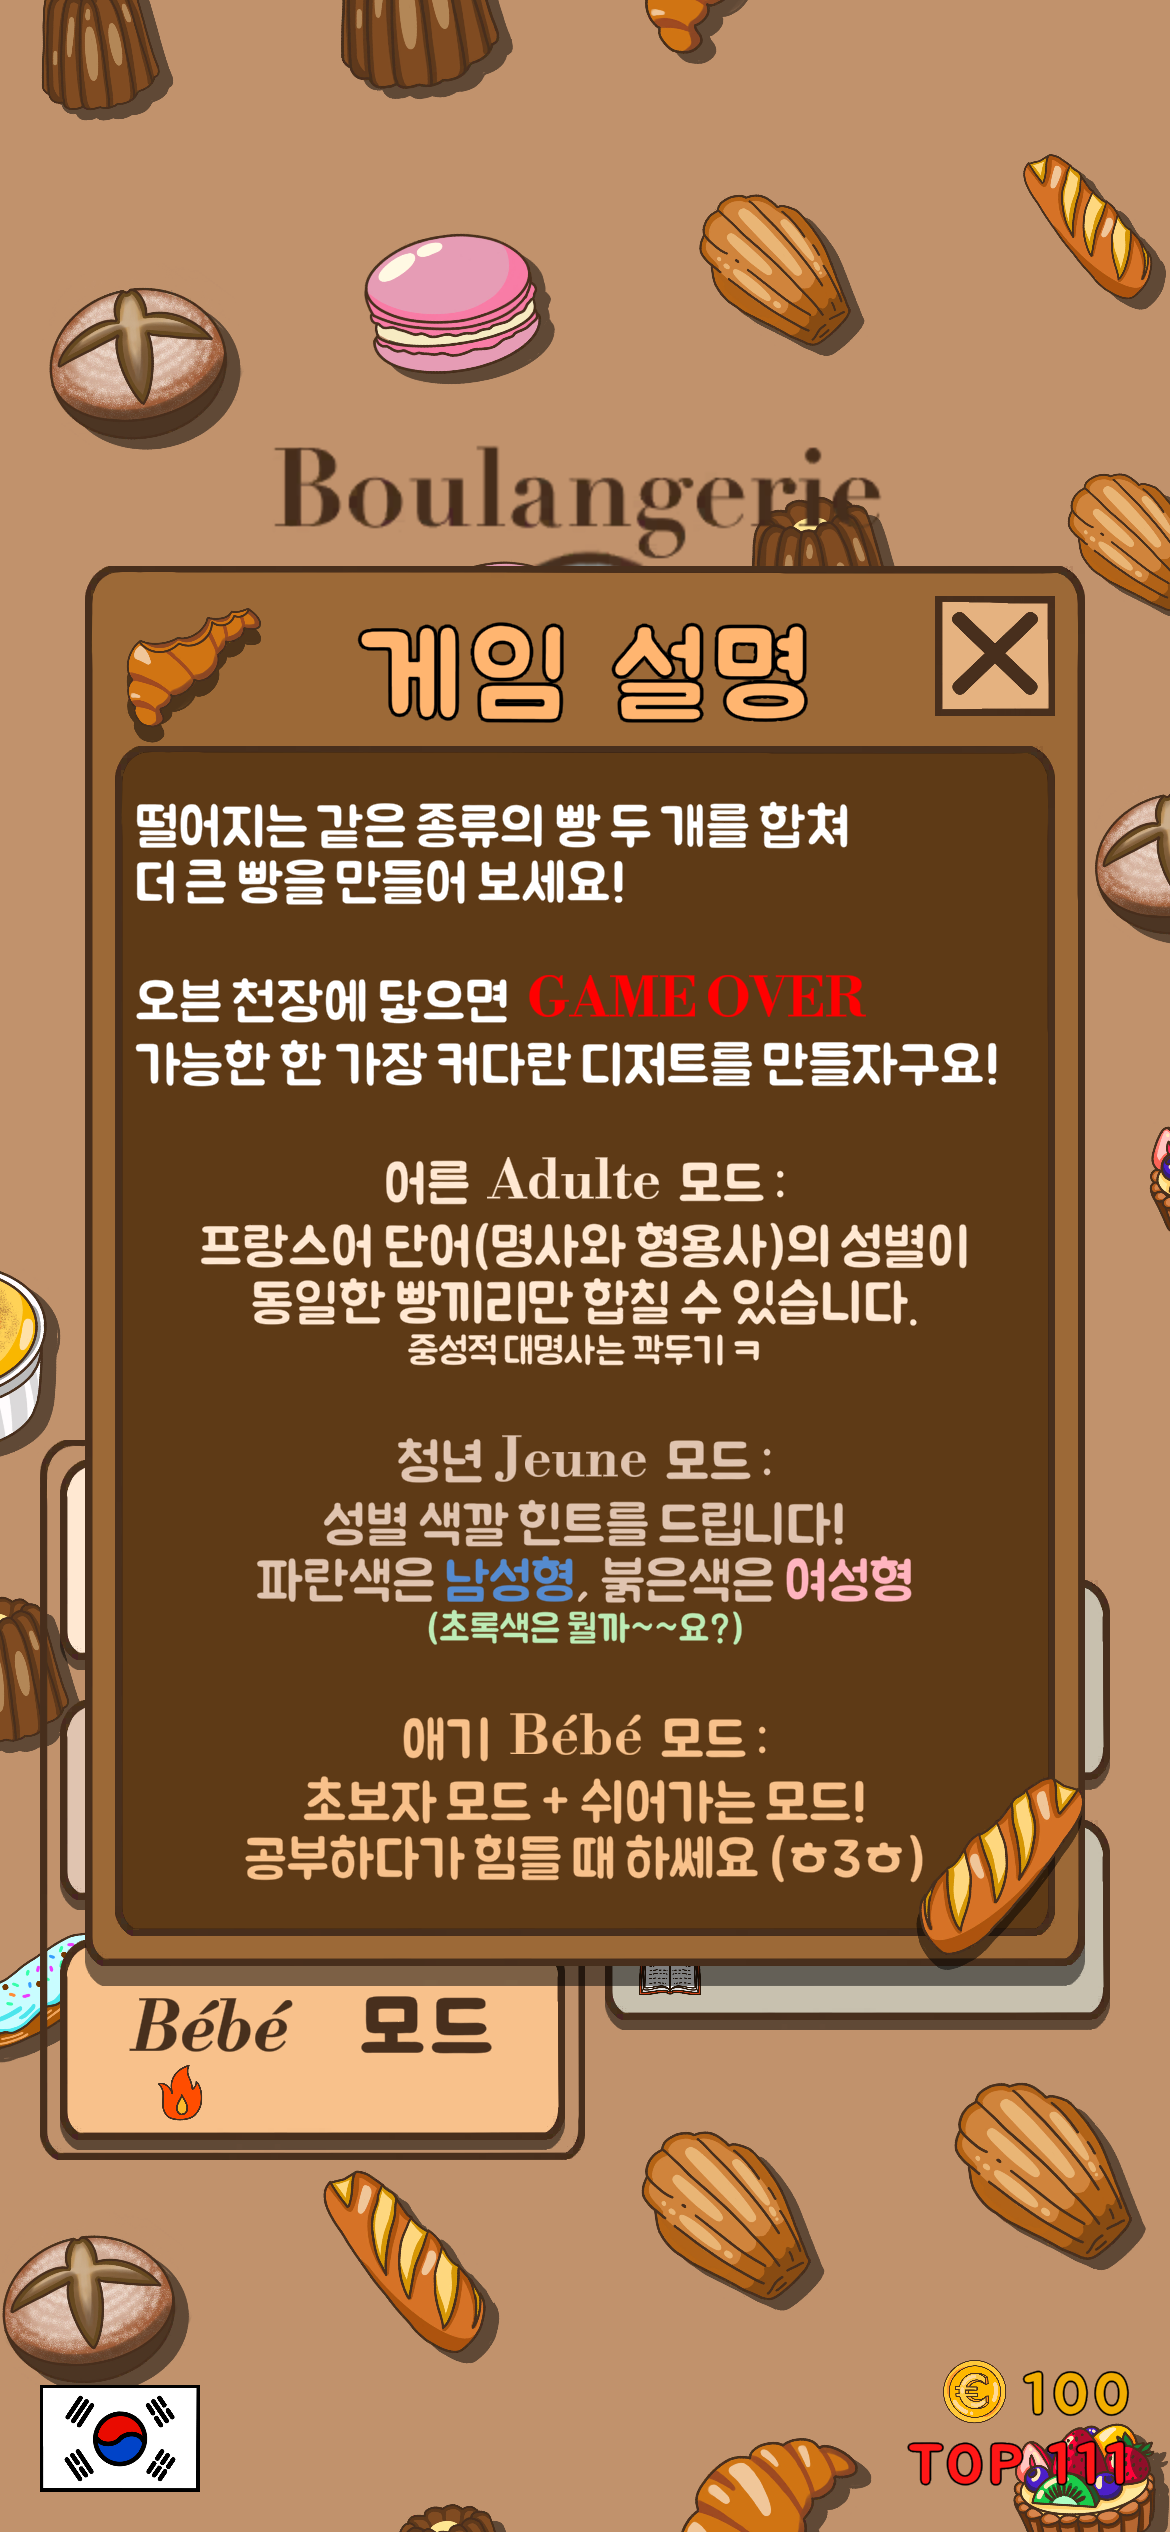 Boulangerie
게임 설명
떨어지는 같은 종류의 빵 두 개를 합쳐
더 큰 빵을 만들어 보세요!
오븐 천장에 닿으면 GAME OVER
가능한 한 가장 커다란 디저트를 만들자구요!
어른 Adulte 모드:
프랑스어 단어(명사와 형용사)의 성별이
동일한 빵끼리만 합칠 수 있습니다.
중성적 대명사는 깍두기 ㅋ
청년 Jeune 모드:
성별 색깔 힌트를 드립니다!
파란색은 남성형, 붉은색은 여성형
(초록색은 뭘까~~요?)
애기 Bébé 모드:
초보자 모드 + 쉬어가는 모드!
공부하다가 힘들 때 하쎄요 (ㅎ3ㅎ)
Bébé 모드
100
TOP 111